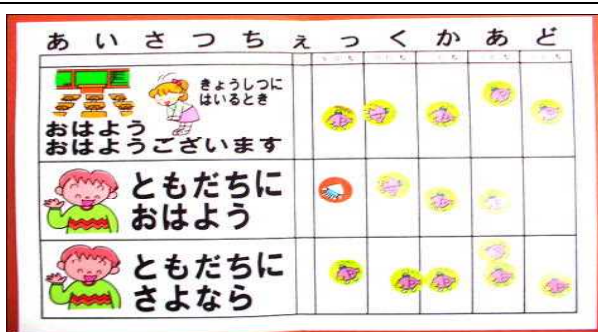 あいさつちぇっくかあど
きょうしつに
はいるとき
おはよう
おはようございます
ともだちに
おはよう
ともだちに
さよなら